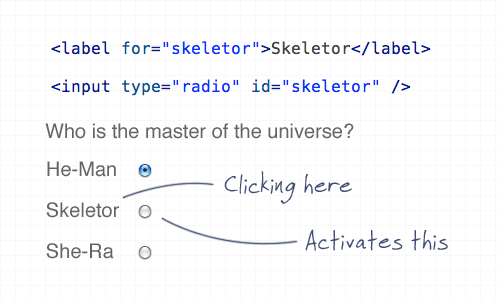 <label for="skeletor">Skeletor</label>
<input type="radio" id="skeletor" />
Who is the master of the universe?
He-Man
Clicking here
Skeletor
Activates this
She-Ra